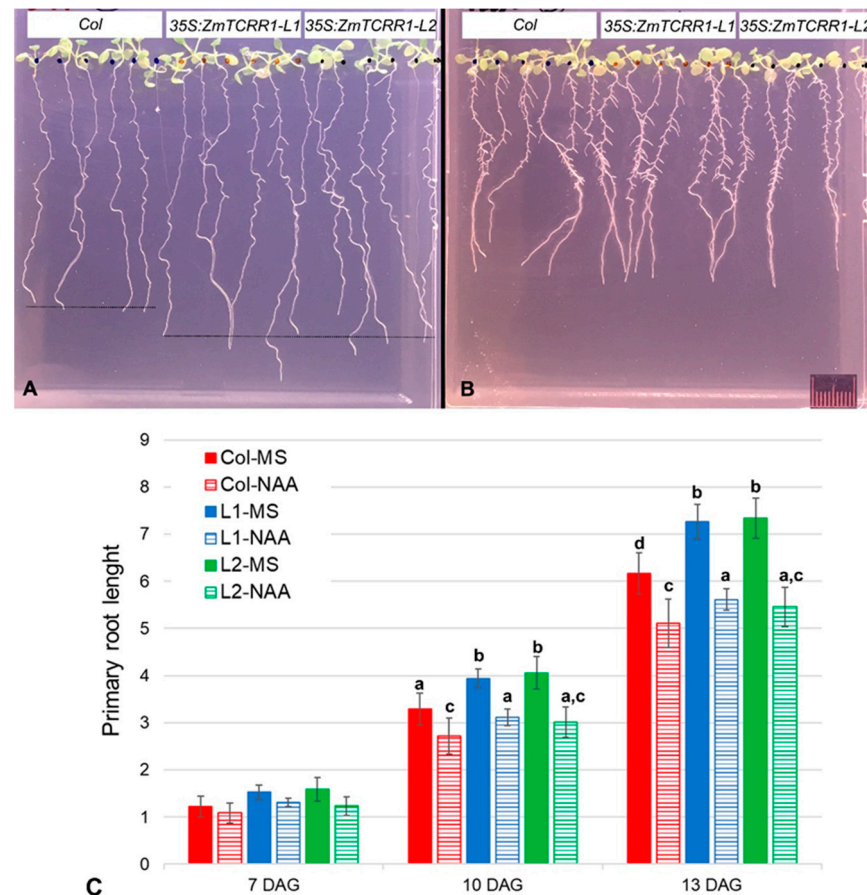 Col 35S:ZmTCRR1-L1 35S:ZmTCRR1-L2
Col 35S:ZmTCRR1-L1 35S:ZmTCRR1-L2
A
B
9
8
7
6
5
4
3
2
1
0
Primary root lenght
Col-MS
Col-NAA
L1-MS
L1-NAA
L2-MS
L2-NAA
a c b a b a,c
d c b a b a,c
7 DAG 10 DAG 13 DAG
C